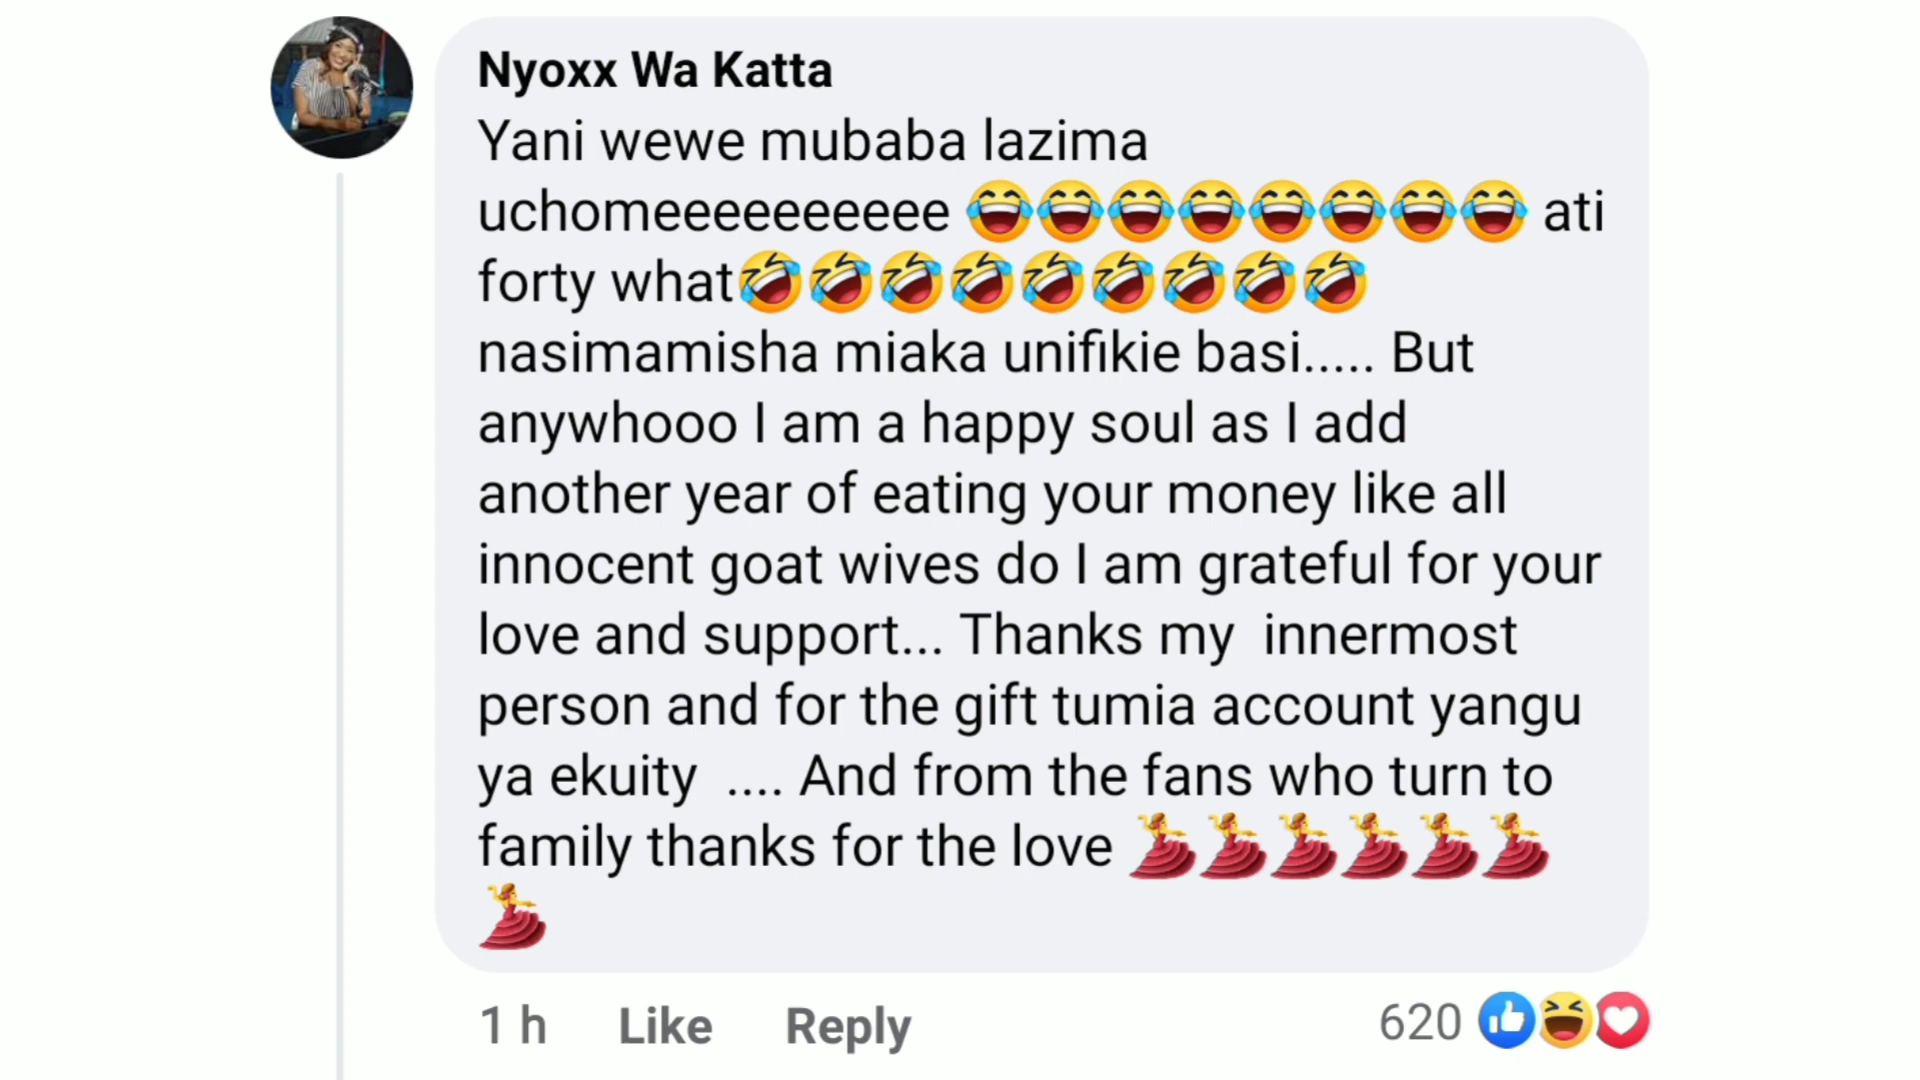 Nyoxx Wa Katta
Yani wewe mubaba lazima
uchomeeeeeeeeee 😂😂😂😂😂😂😂😂 ati
forty what🤣🤣🤣🤣🤣🤣🤣🤣🤣
nasimamisha miaka unifikie basi..... But
anywhooo I am a happy soul as I add
another year of eating your money like all
innocent goat wives do I am grateful for your
love and support... Thanks my  innermost
person and for the gift tumia account yangu
ya ekuity  .... And from the fans who turn to
family thanks for the love 💃💃💃💃💃💃
💃
1 h Like Reply 620